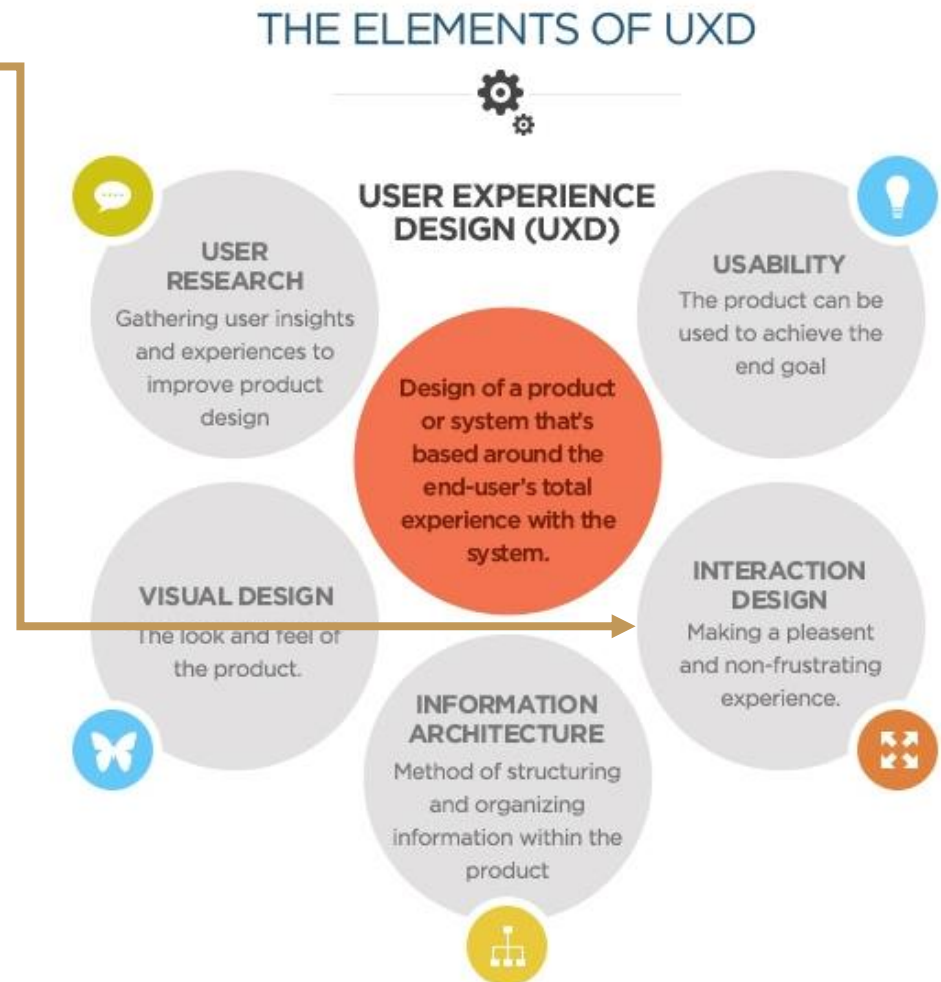 THE ELEMENTS OF UXD
USER EXPERIENCE
DESIGN (UXD)
USER
RESEARCH
Gathering user insights
and experiences to
improve product
design
USABILITY
The product can be
used to achieve the
end goal
Design of a product
or system that's
based around the
end-user's total
experience with the
system.
VISUAL DESIGN
The look and feel of
the product.
INTERACTION
DESIGN
Making a pleasent
and non-frustrating
experience.
INFORMATION
ARCHITECTURE
Method of structuring
and organizing
information within the
product